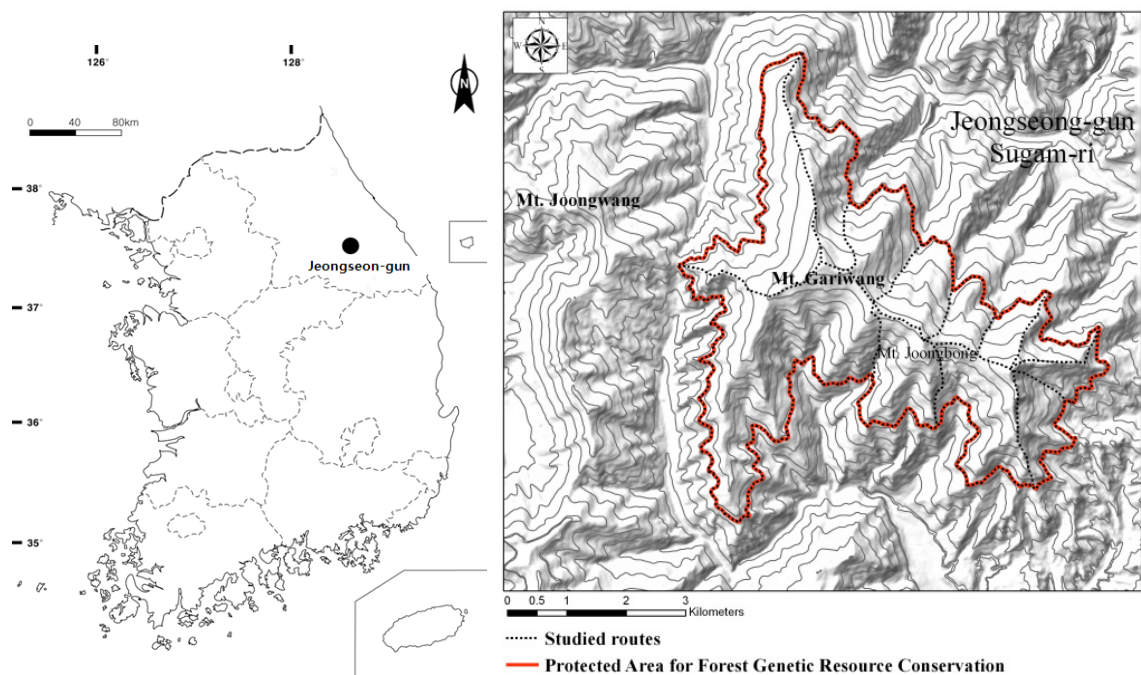 126°
128°
N
0 40 80km
38°
37°
36°
35°
Jeongseon-gun
N
W E
S
Jeongseong-gun
Sugam-ri
Mt. Joongwang
Mt. Gariwang
Mt. Joongbong
0 0.5 1 2 3
Kilometers
Studied routes
Protected Area for Forest Genetic Resource Conservation